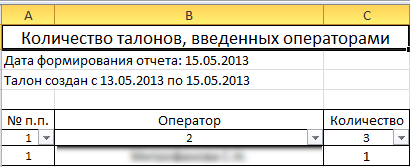 A B C
Количество талонов, введенных операторами
Дата формирования отчета: 15.05.2013
Талон создан с 13.05.2013 по 15.05.2013
№ п.п. Оператор Количество
1 2 3
1 1